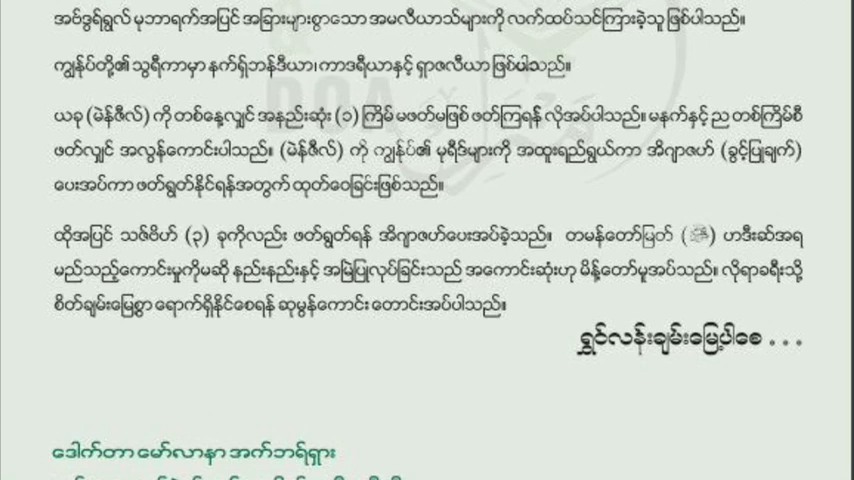 အဗ်ဒွရ်ရွလ် မုဘာရက်အပြင် အခြားများစွာသော အမလီယာသ်များကို လက်ထပ်သင်ကြားခဲ့သူ ဖြစ်ပါသည်။
ကျွန်ုပ်တို့၏ သွရီကာမှာ နက်ရှ်ဘန်ဒီယာ၊ ကာဒရီယာနှင့် ရှာဇလီယာ ဖြစ်ပါသည်။
ယခု (မဲန်ဇီလ်) ကို တစ်နေ့လျှင် အနည်းဆုံး (၁) ကြိမ် မဖတ်မဖြစ် ဖတ်ကြရန် လိုအပ်ပါသည်။ မနက်နှင့် ည တစ်ကြိမ်စီ
ဖတ်လျှင် အလွန်ကောင်းပါသည်။ (မဲန်ဇီလ်) ကို ကျွန်ုပ်၏ မုရီဒ်များကို အထူးရည်ရွယ်ကာ အိဂျာဇဟ် (ခွင့်ပြုချက်)
ပေးအပ်ကာ ဖတ်ရွတ်နိုင်ရန်အတွက် ထုတ်ဝေခြင်းဖြစ်သည်။
ထို့အပြင် သဇ်ဗိဟ် (၃) ခုကိုလည်း ဖတ်ရွတ်ရန် အိဂျာဇဟ်ပေးအပ်ခဲ့သည်။ တမန်တော်မြတ် (ﷺ) ဟဒီးဆ်အရ
မည်သည့်ကောင်းမှုကိုမဆို နည်းနည်းနှင့် အမြဲပြုလုပ်ခြင်းသည် အကောင်းဆုံးဟု မိန့်တော်မူအပ်သည်။ လိုရာခရီးသို့
စိတ်ချမ်းမြေ့စွာ ရောက်ရှိနိုင်စေရန် ဆုမွန်ကောင်း တောင်းအပ်ပါသည်။
ရွှင်လန်းချမ်းမြေ့ပါစေ . . .
ဒေါက်တာ မော်လာနာ အက်ဘရ်ရှား